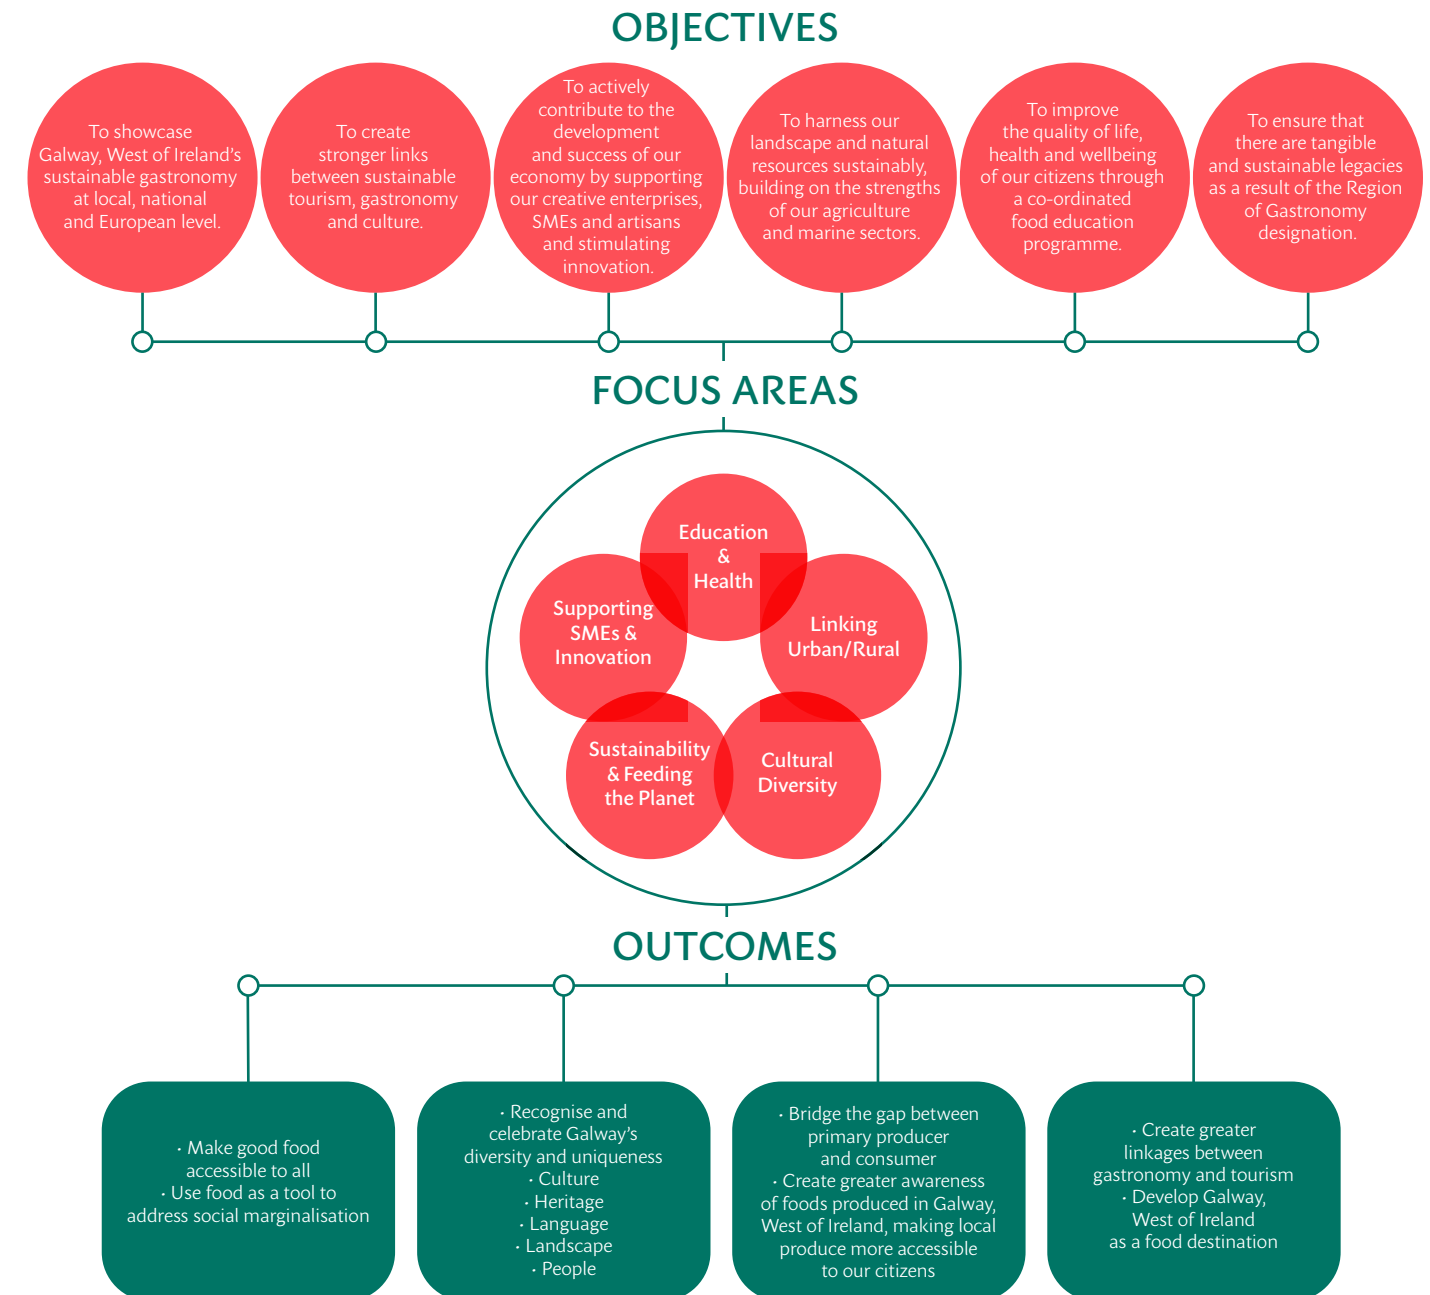 OBJECTIVES
To showcase
Galway, West of Ireland’s
sustainable gastronomy
at local, national
and European level.
To create
stronger links
between sustainable
tourism, gastronomy
and culture.
To actively
contribute to the
development
and success of our
economy by supporting
our creative enterprises,
SMEs and artisans
and stimulating
innovation.
To harness our
landscape and natural
resources sustainably,
building on the strengths
of our agriculture
and marine sectors.
To improve
the quality of life,
health and wellbeing
of our citizens through
a co-ordinated
food education
programme.
To ensure that
there are tangible
and sustainable legacies
as a result of the Region
of Gastronomy
designation.
FOCUS AREAS
Education
&
Health
Supporting
SMEs &
Innovation
Linking
Urban/Rural
Sustainability
& Feeding
the Planet
Cultural
Diversity
OUTCOMES
· Make good food
accessible to all
· Use food as a tool to
address social marginalisation
· Recognise and
celebrate Galway’s
diversity and uniqueness
· Culture
· Heritage
· Language
· Landscape
· People
· Bridge the gap between
primary producer
and consumer
· Create greater awareness
of foods produced in Galway,
West of Ireland, making local
produce more accessible
to our citizens
· Create greater
linkages between
gastronomy and tourism
· Develop Galway,
West of Ireland
as a food destination